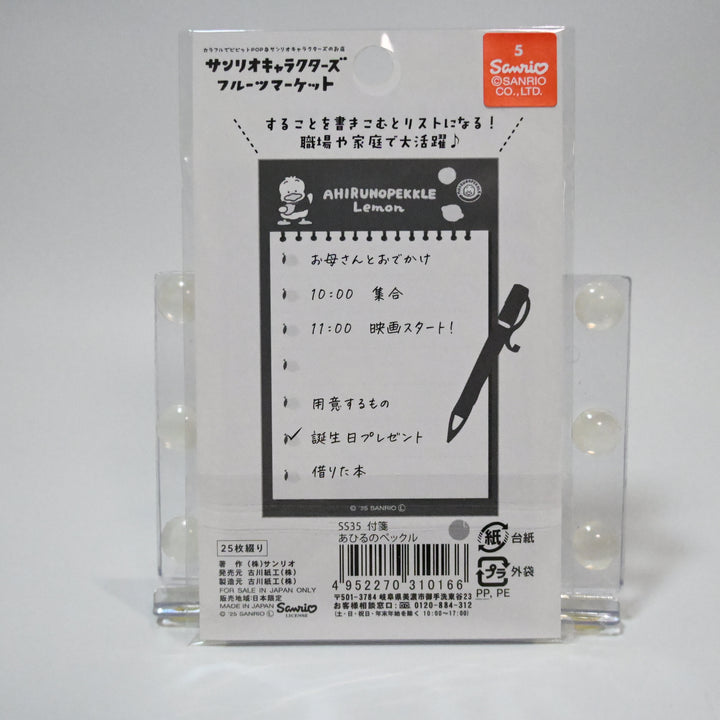 カラフルでビビットPOPなサンリオキャラクターズのお店
サンリオキャラクターズ
フルーツマーケット
5
Sanrio
©SANRIO
CO.,LTD.
することを書きこむとリストになる!
職場や家庭で大活躍♪
AHIRUNOPEKKLE
Lemon
お母さんとおでかけ
10:00 集合
11:00 映画スタート!
用意するもの
誕生日プレゼント
借りた本
© '25 SANRIO Ⓛ
SS35 付箋
あひるのペックル
25枚綴り
著 作 (株)サンリオ
発売元 古川紙工(株)
製造元 古川紙工(株)
FOR SALE IN JAPAN ONLY
販売地域:日本限定
MADE IN JAPAN
© '25 SANRIO Ⓛ
Sanrio
LICENSE
4952270310166
〒501-3784 岐阜県美濃市御手洗東谷23
お客様相談窓口: 0120-884-312
(土・日・祝日・年末年始を除く 10:00~17:00)
紙 台紙
プラ 外袋
PP, PE